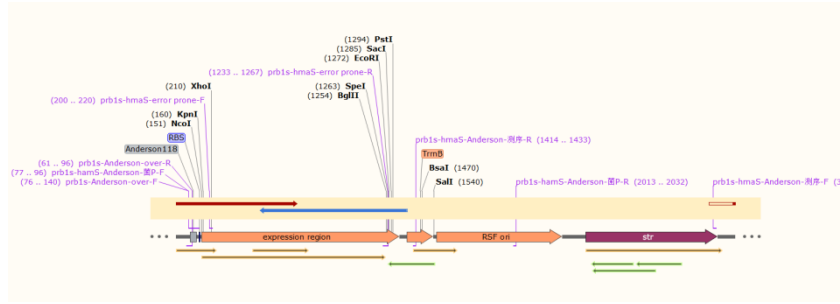 (1294) PstI
(1285) SacI
(1272) EcoRI
(1233 .. 1267) prb1s-hmaS-error prone-R
(210) XhoI
(1263) SpeI
(1254) BglII
(200 .. 220) prb1s-hmaS-error prone-F
(160) KpnI
(151) NcoI
RBS
Anderson118
prb1s-hmaS-Anderson-测序-R (1414 .. 1433)
TrrnB
(61 .. 96) prb1s-Anderson-over-R
BsaI (1470)
(77 .. 96) prb1s-hamS-Anderson-菌P-F
(76 .. 140) prb1s-Anderson-over-F
SalI (1540)
prb1s-hamS-Anderson-菌P-R (2013 .. 2032)
prb1s-hmaS-Anderson-测序-F (3
expression region
RSF ori
str